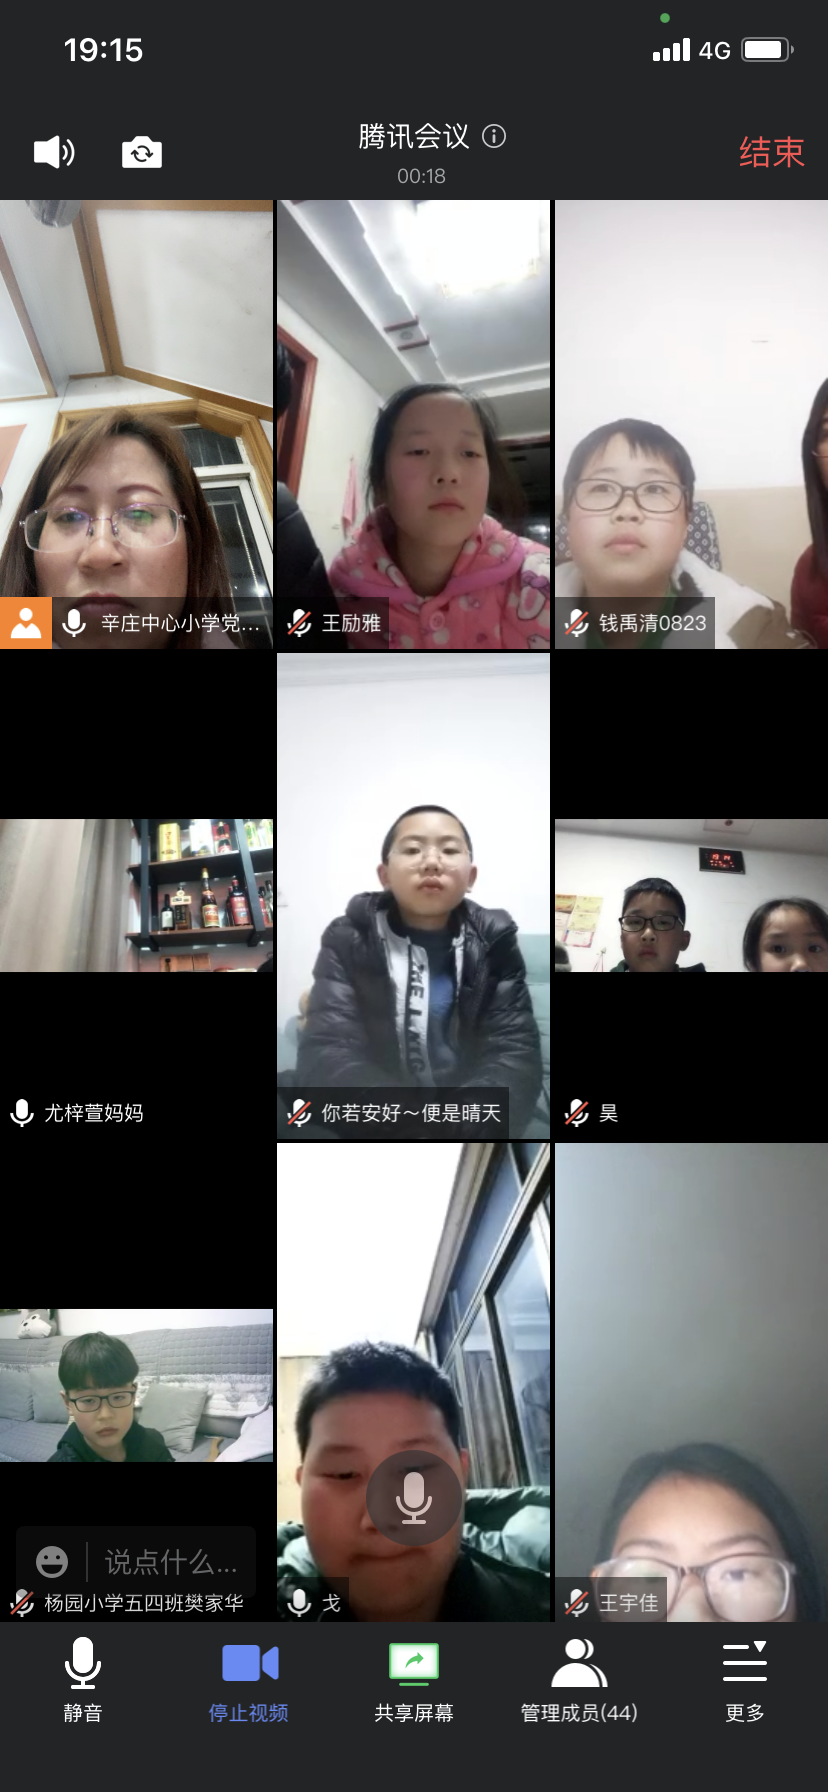 19:15
4G
腾讯会议
00:18
结束
辛庄中心小学党...
王励雅
钱禹清0823
尤梓萱妈妈
你若安好～便是晴天
昊
说点什么...
杨园小学五四班樊家华
戈
王宇佳
静音
停止视频
共享屏幕
管理成员(44)
更多